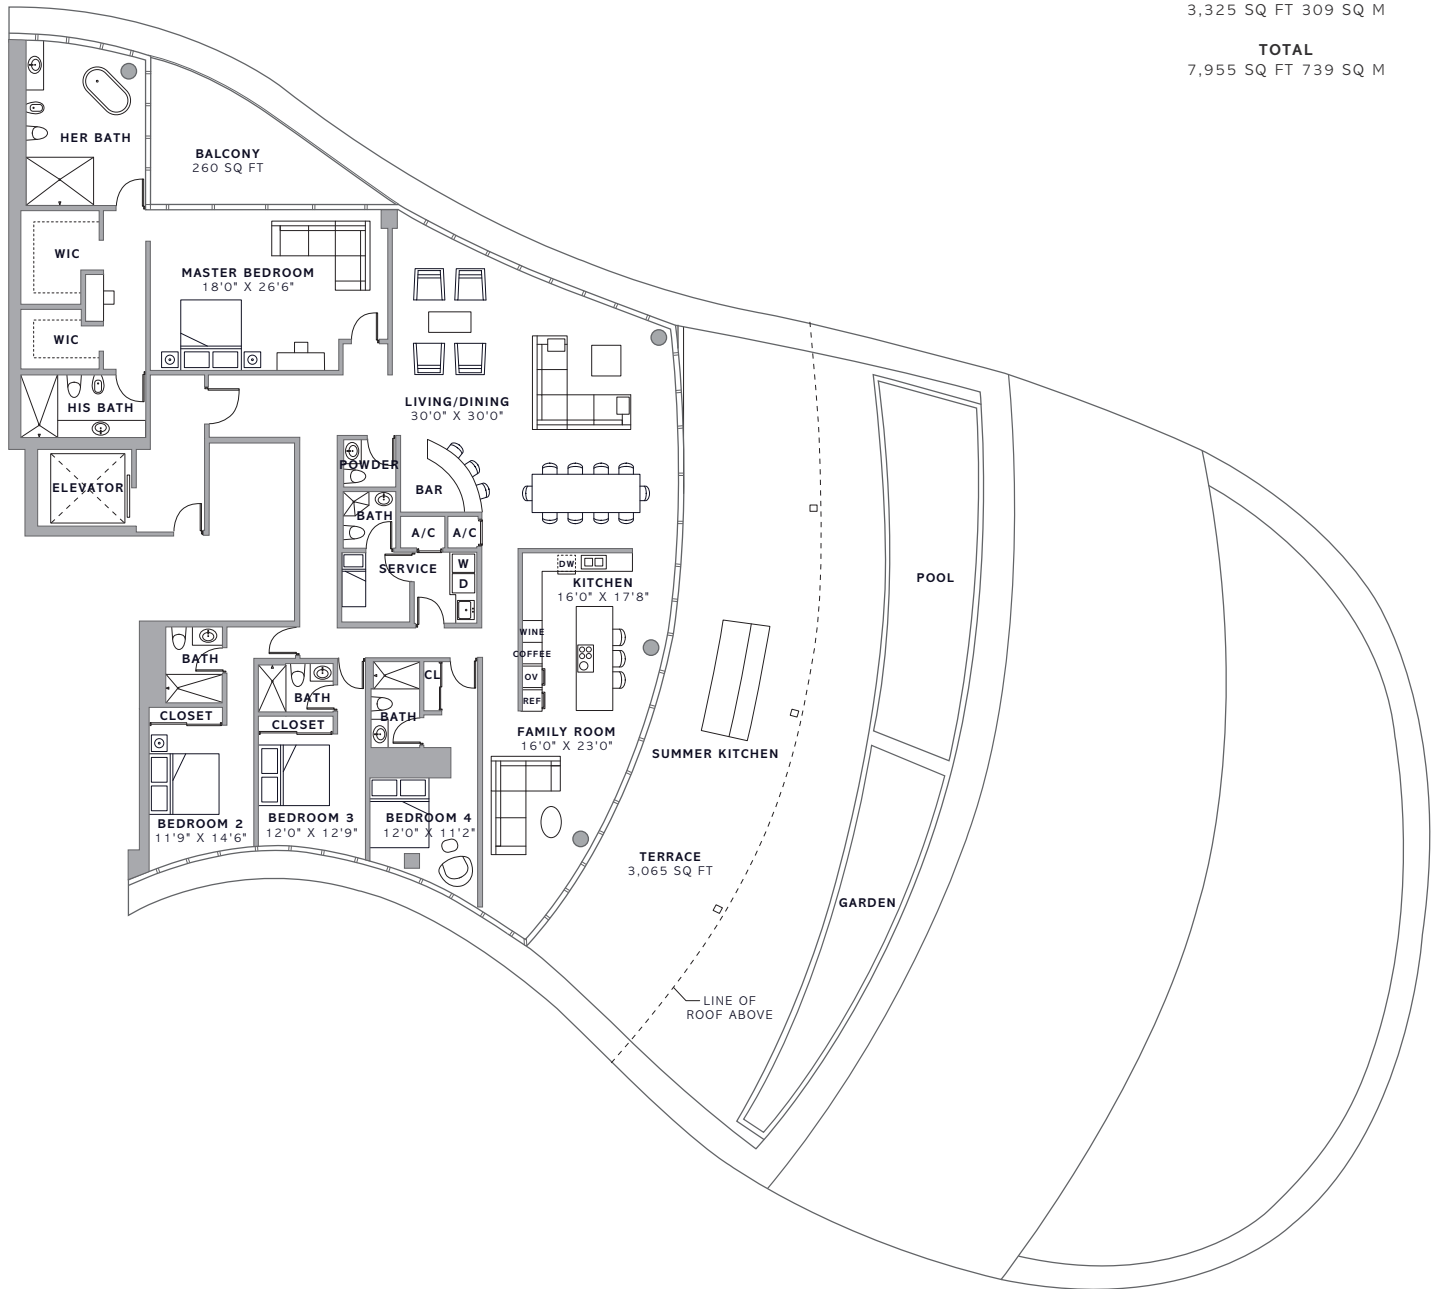 3,325 SQ FT 309 SQ M
TOTAL
7,955 SQ FT 739 SQ M
HER BATH
BALCONY
260 SQ FT
WIC
MASTER BEDROOM
18'0" X 26'6"
WIC
HIS BATH
LIVING/DINING
30'0" X 30'0"
POWDER
ELEVATOR
BAR
BATH
A/C
A/C
SERVICE
W
D
DW
KITCHEN
16'0" X 17'8"
WINE
COFFEE
OV
REF
POOL
BATH
CLOSET
BATH
CLOSET
CL
BATH
FAMILY ROOM
16'0" X 23'0"
SUMMER KITCHEN
BEDROOM 2
11'9" X 14'6"
BEDROOM 3
12'0" X 12'9"
BEDROOM 4
12'0" X 11'2"
TERRACE
3,065 SQ FT
GARDEN
LINE OF
ROOF ABOVE